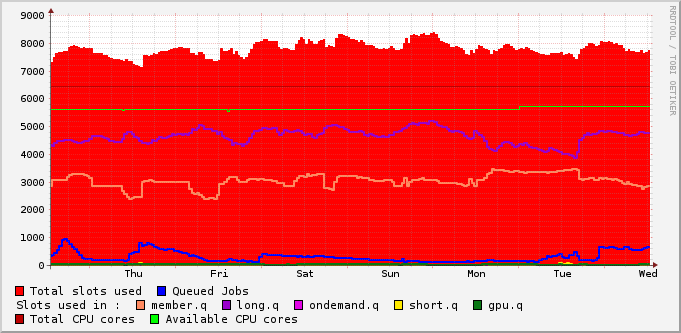 9000
8000
7000
6000
5000
4000
3000
2000
1000
0
Thu Fri Sat Sun Mon Tue Wed
RRDTOOL / TOBI OETIKER
Total slots used Queued Jobs
Slots used in : member.q long.q ondemand.q short.q gpu.q
Total CPU cores Available CPU cores